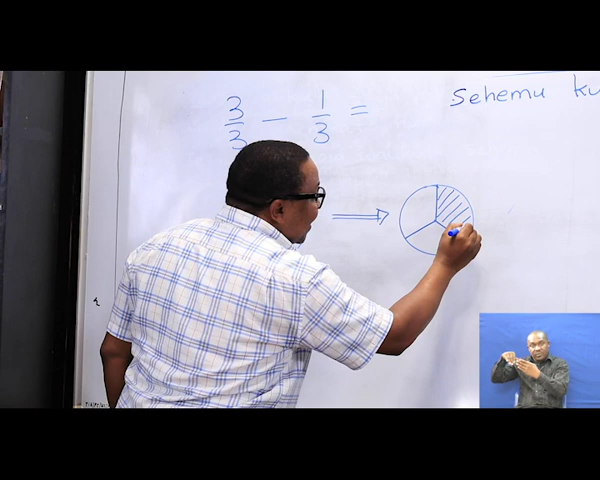 Sehemu ku
3/3 - 1/3 =